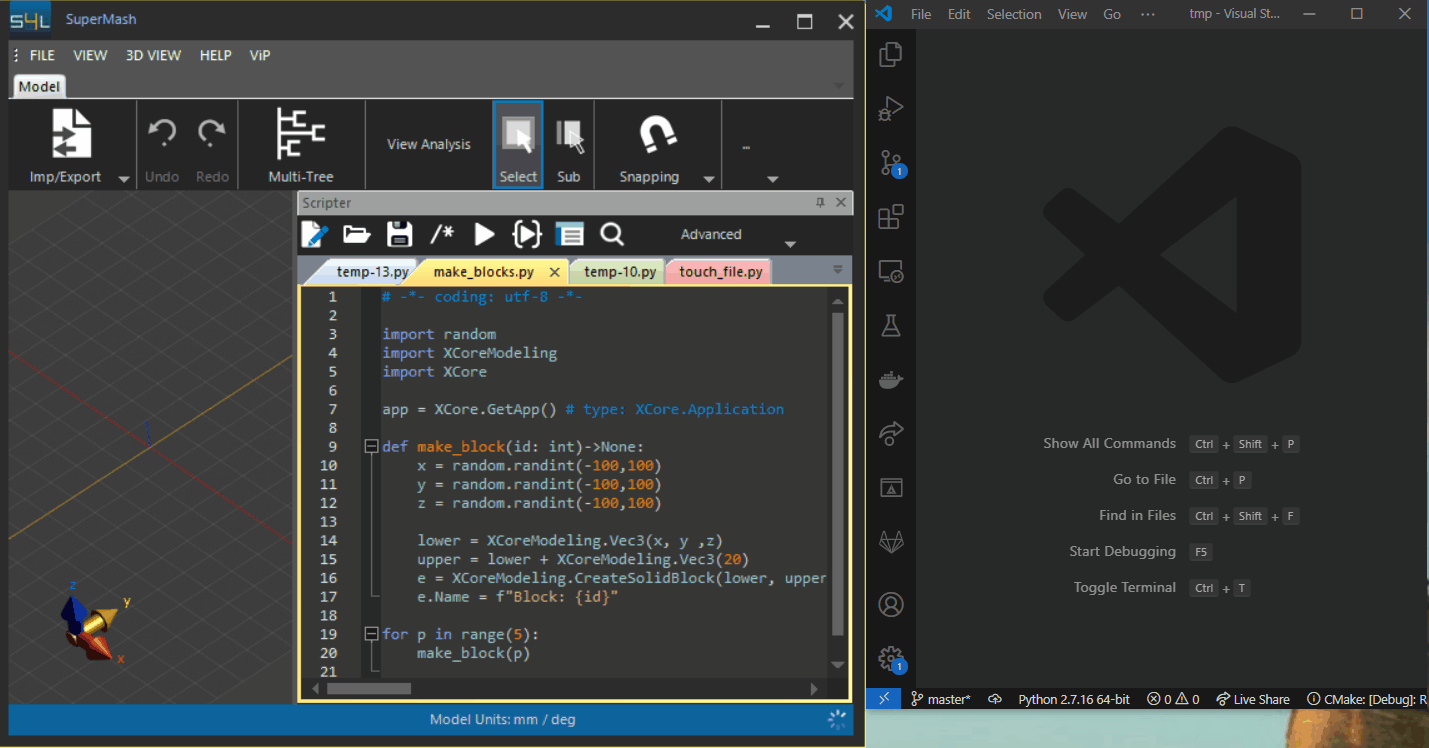 S4L SuperMash
FILE VIEW 3D VIEW HELP ViP
Model
Imp/Export Undo Redo Multi-Tree View Analysis Select Sub Snapping ...
Scripter
/* Advanced
temp-13.py make_blocks.py temp-10.py touch_file.py
1 # -*- coding: utf-8 -*-
2
3 import random
4 import XCoreModeling
5 import XCore
6
7 app = XCore.GetApp() # type: XCore.Application
8
9 def make_block(id: int)->None:
10 x = random.randint(-100,100)
11 y = random.randint(-100,100)
12 z = random.randint(-100,100)
13
14 lower = XCoreModeling.Vec3(x, y ,z)
15 upper = lower + XCoreModeling.Vec3(20)
16 e = XCoreModeling.CreateSolidBlock(lower, upper
17 e.Name = f"Block: {id}"
18
19 for p in range(5):
20 make_block(p)
21
z
y
x
Model Units: mm / deg
File Edit Selection View Go ··· tmp - Visual St...
1
Show All Commands Ctrl + Shift + P
Go to File Ctrl + P
Find in Files Ctrl + Shift + F
Start Debugging F5
Toggle Terminal Ctrl + T
1
master* Python 2.7.16 64-bit 0 0 Live Share CMake: [Debug]: R